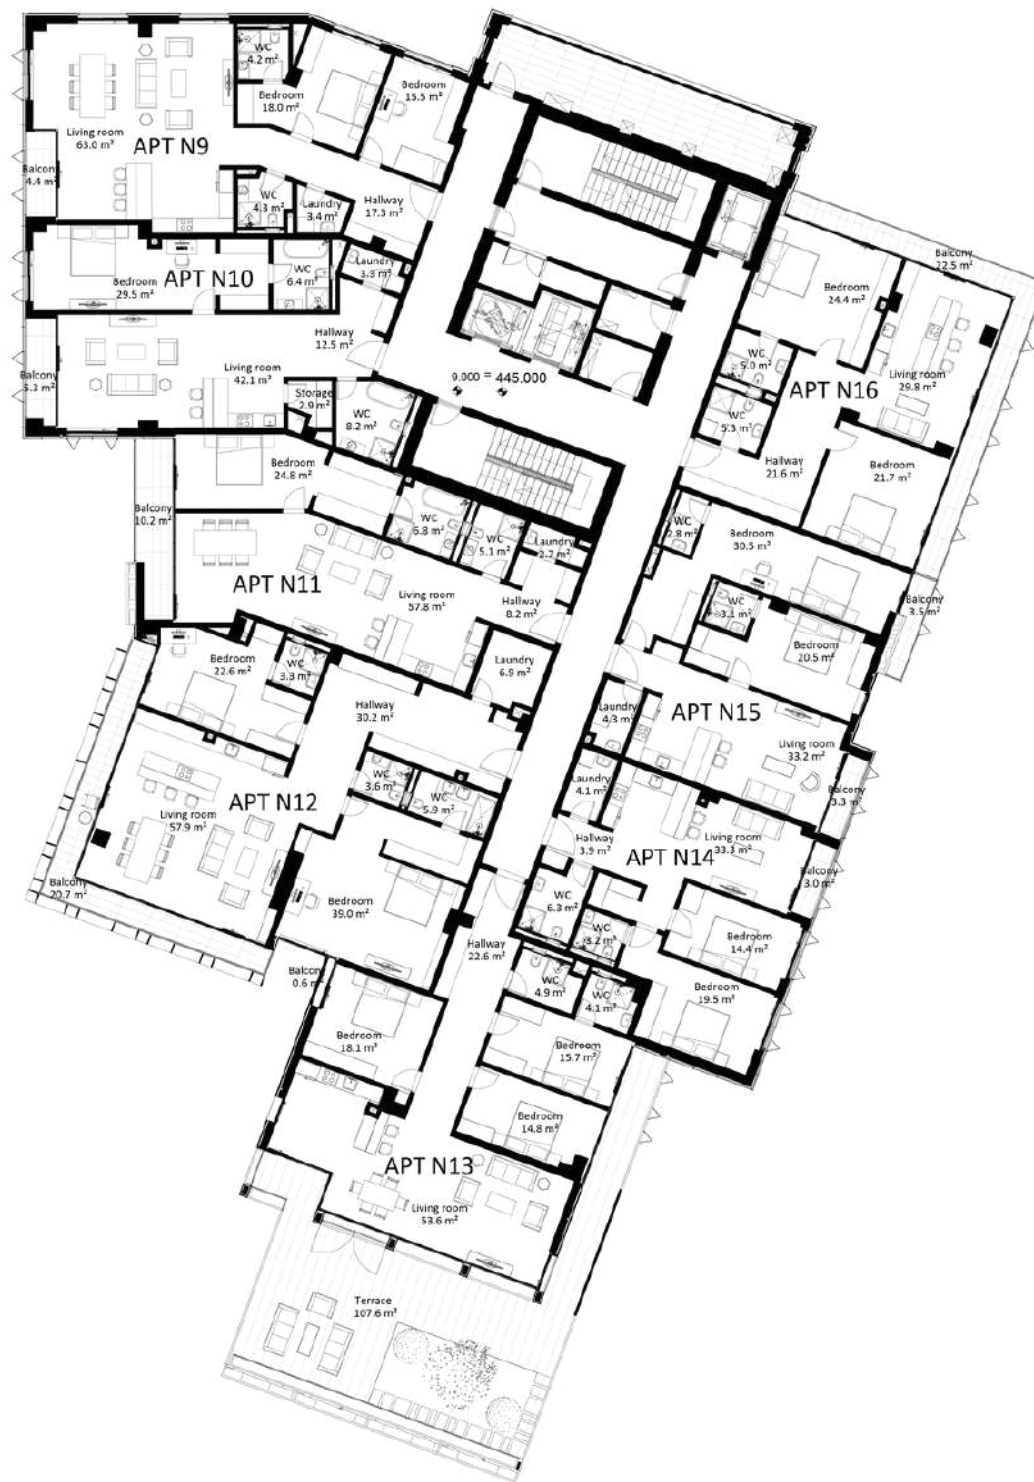 WC
4.2 m²
Bedroom
18.0 m²
Bedroom
15.5 m²
Living room
63.0 m²
APT N9
Balcony
4.4 m²
WC
4.3 m²
Laundry
3.4 m²
Hallway
17.3 m²
Bedroom
29.5 m²
APT N10
WC
6.4 m²
Laundry
3.3 m²
Hallway
12.5 m²
Balcony
5.3 m²
Living room
42.1 m²
Storage
2.9 m²
WC
8.2 m²
9.000 = 445.000
Balcony
22.5 m²
Bedroom
24.4 m²
WC
5.0 m²
APT N16
Living room
29.8 m²
WC
5.3 m²
Hallway
21.6 m²
Bedroom
21.7 m²
Bedroom
24.8 m²
Balcony
10.2 m²
WC
6.8 m²
WC
5.1 m²
Laundry
2.7 m²
APT N11
Living room
57.8 m²
Hallway
8.2 m²
WC
2.8 m²
Bedroom
30.5 m²
Balcony
3.5 m²
WC
3.1 m²
Bedroom
20.5 m²
Bedroom
22.6 m²
WC
3.3 m²
Laundry
6.9 m²
Hallway
30.2 m²
Laundry
4.3 m²
APT N15
Living room
33.2 m²
Balcony
3.3 m²
WC
3.6 m²
WC
5.9 m²
APT N12
Living room
57.9 m²
Laundry
4.1 m²
Hallway
3.9 m²
APT N14
Living room
33.3 m²
Balcony
3.0 m²
Balcony
20.7 m²
Bedroom
39.0 m²
WC
6.3 m²
WC
3.2 m²
Bedroom
14.4 m²
Hallway
22.6 m²
Balcony
0.6 m²
WC
4.9 m²
WC
4.1 m²
Bedroom
19.5 m²
Bedroom
18.1 m²
Bedroom
15.7 m²
Bedroom
14.8 m²
APT N13
Living room
53.6 m²
Terrace
107.6 m²